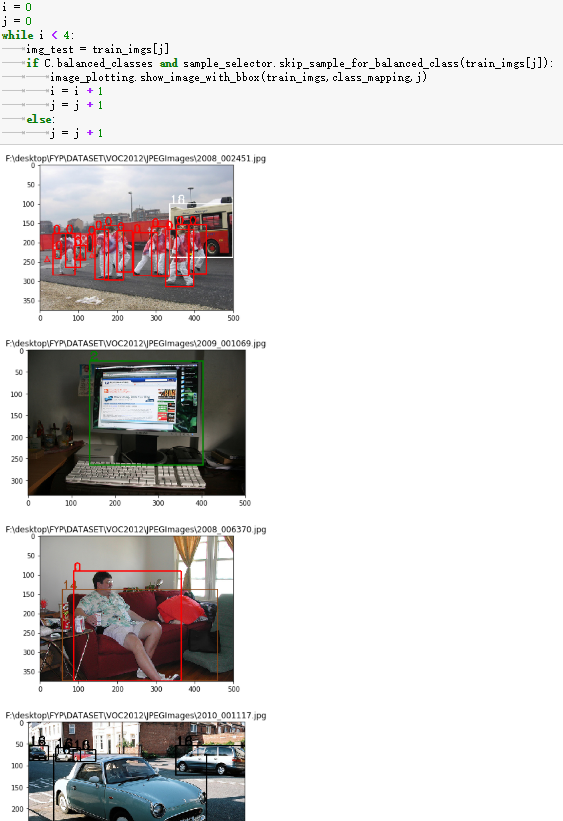 i = 0
j = 0
while i < 4:
img_test = train_imgs[j]
if C.balanced_classes and sample_selector.skip_sample_for_balanced_class(train_imgs[j]):
image_plotting.show_image_with_bbox(train_imgs,class_mapping,j)
i = i + 1
j = j + 1
else:
j = j + 1
F:\desktop\FYP\DATASET\VOC2012\JPEGImages\2008_002451.jpg
0
50
100
150
200
250
300
350
16
0 100 200 300 400 500
F:\desktop\FYP\DATASET\VOC2012\JPEGImages\2009_001069.jpg
0
50
100
150
200
250
300
0 100 200 300 400 500
F:\desktop\FYP\DATASET\VOC2012\JPEGImages\2008_006370.jpg
0
50
100
150
200
250
300
350
0
14
0 100 200 300 400 500
F:\desktop\FYP\DATASET\VOC2012\JPEGImages\2010_001117.jpg
0
50
100
150
200